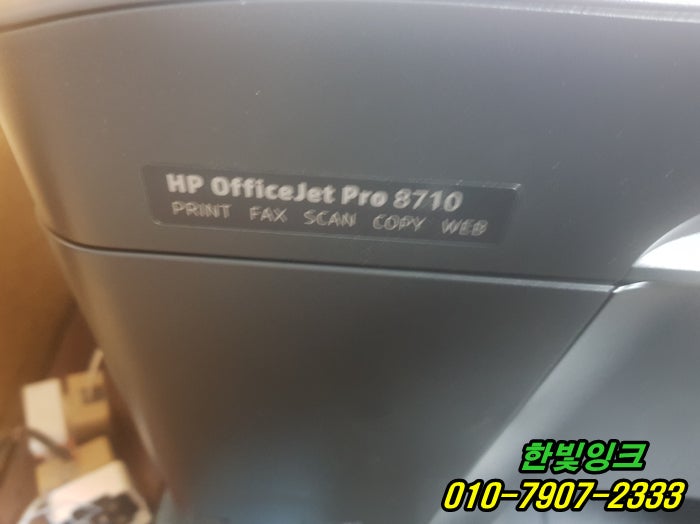 HP OfficeJet Pro 8710
PRINT FAX SCAN COPY WEB
한빛잉크
010-7907-2333